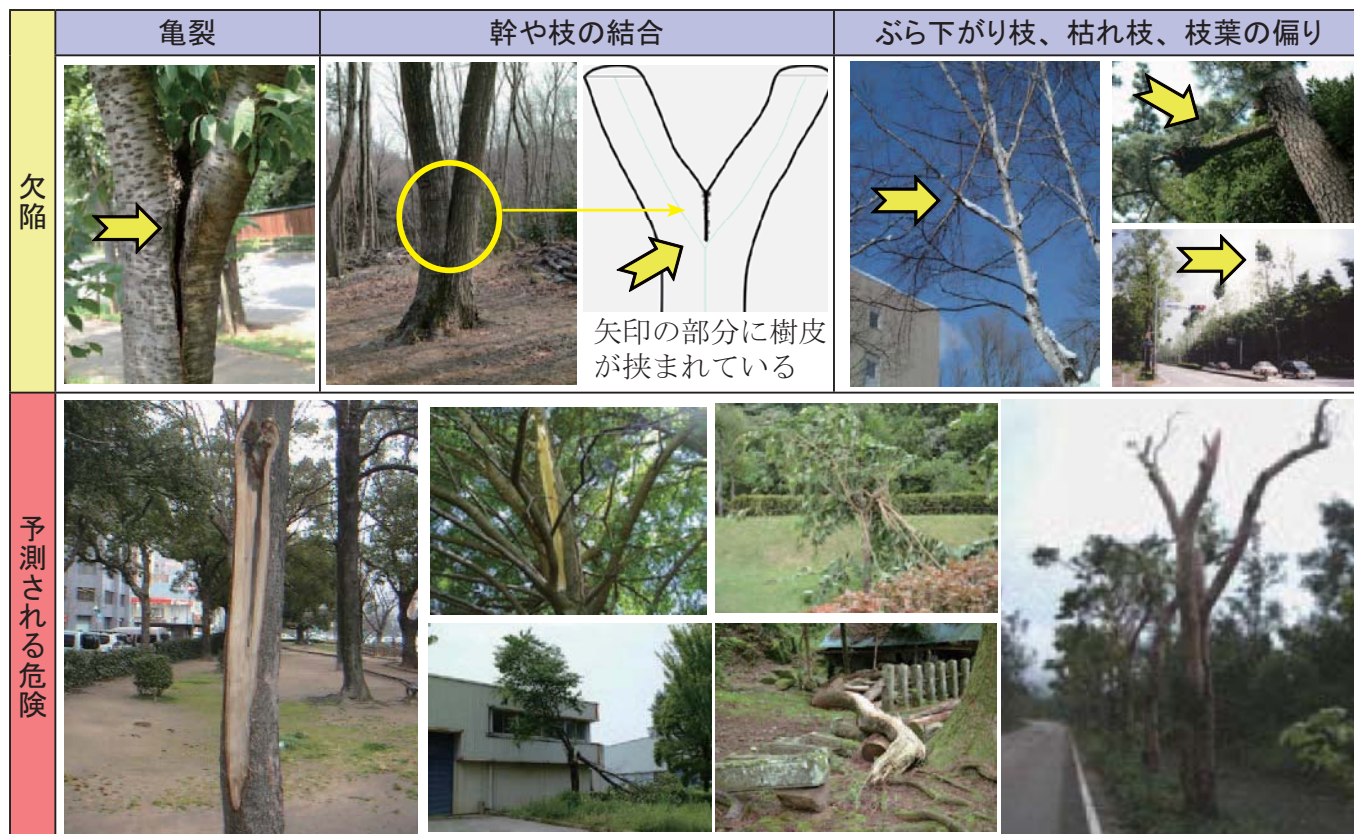 亀裂
幹や枝の結合
ぶら下がり枝、枯れ枝、枝葉の偏り
欠陥
矢印の部分に樹皮
が挟まれている
予測される危険